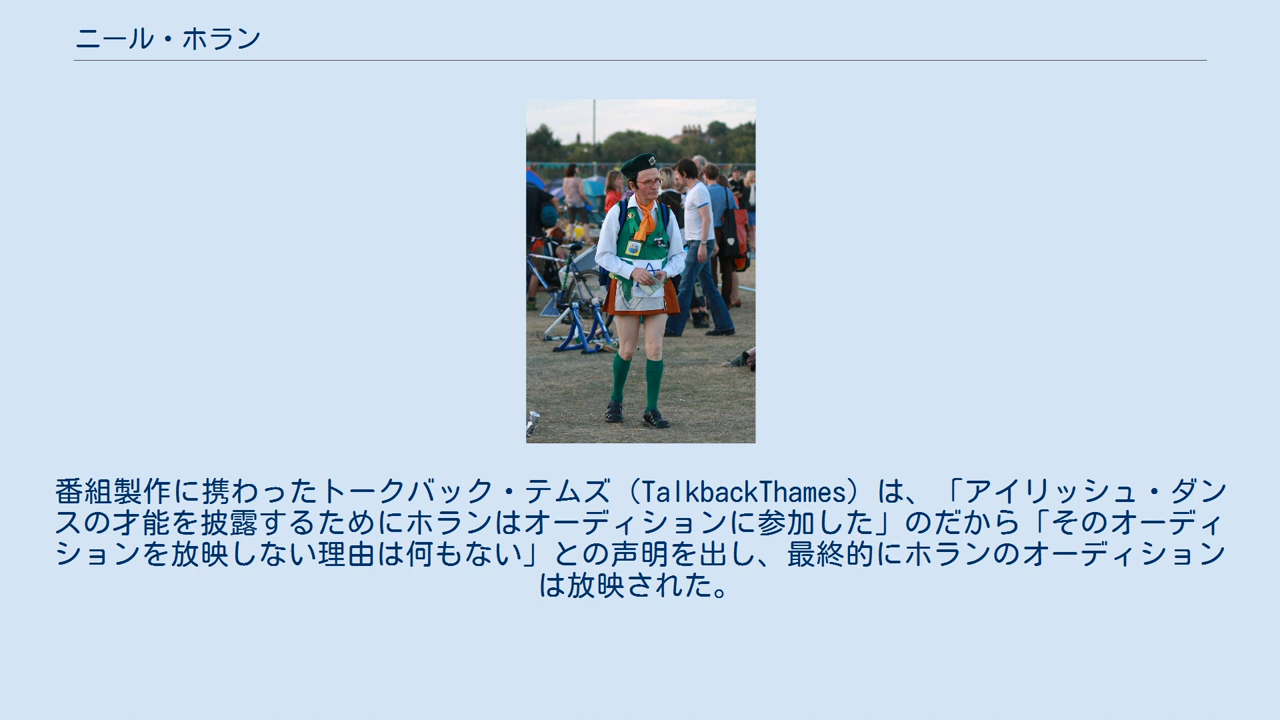 ニール・ホラン
番組製作に携わったトークバック・テムズ（TalkbackThames）は、「アイリッシュ・ダン
スの才能を披露するためにホランはオーディションに参加した」のだから「そのオーディ
ションを放映しない理由は何もない」との声明を出し、最終的にホランのオーディション
は放映された。